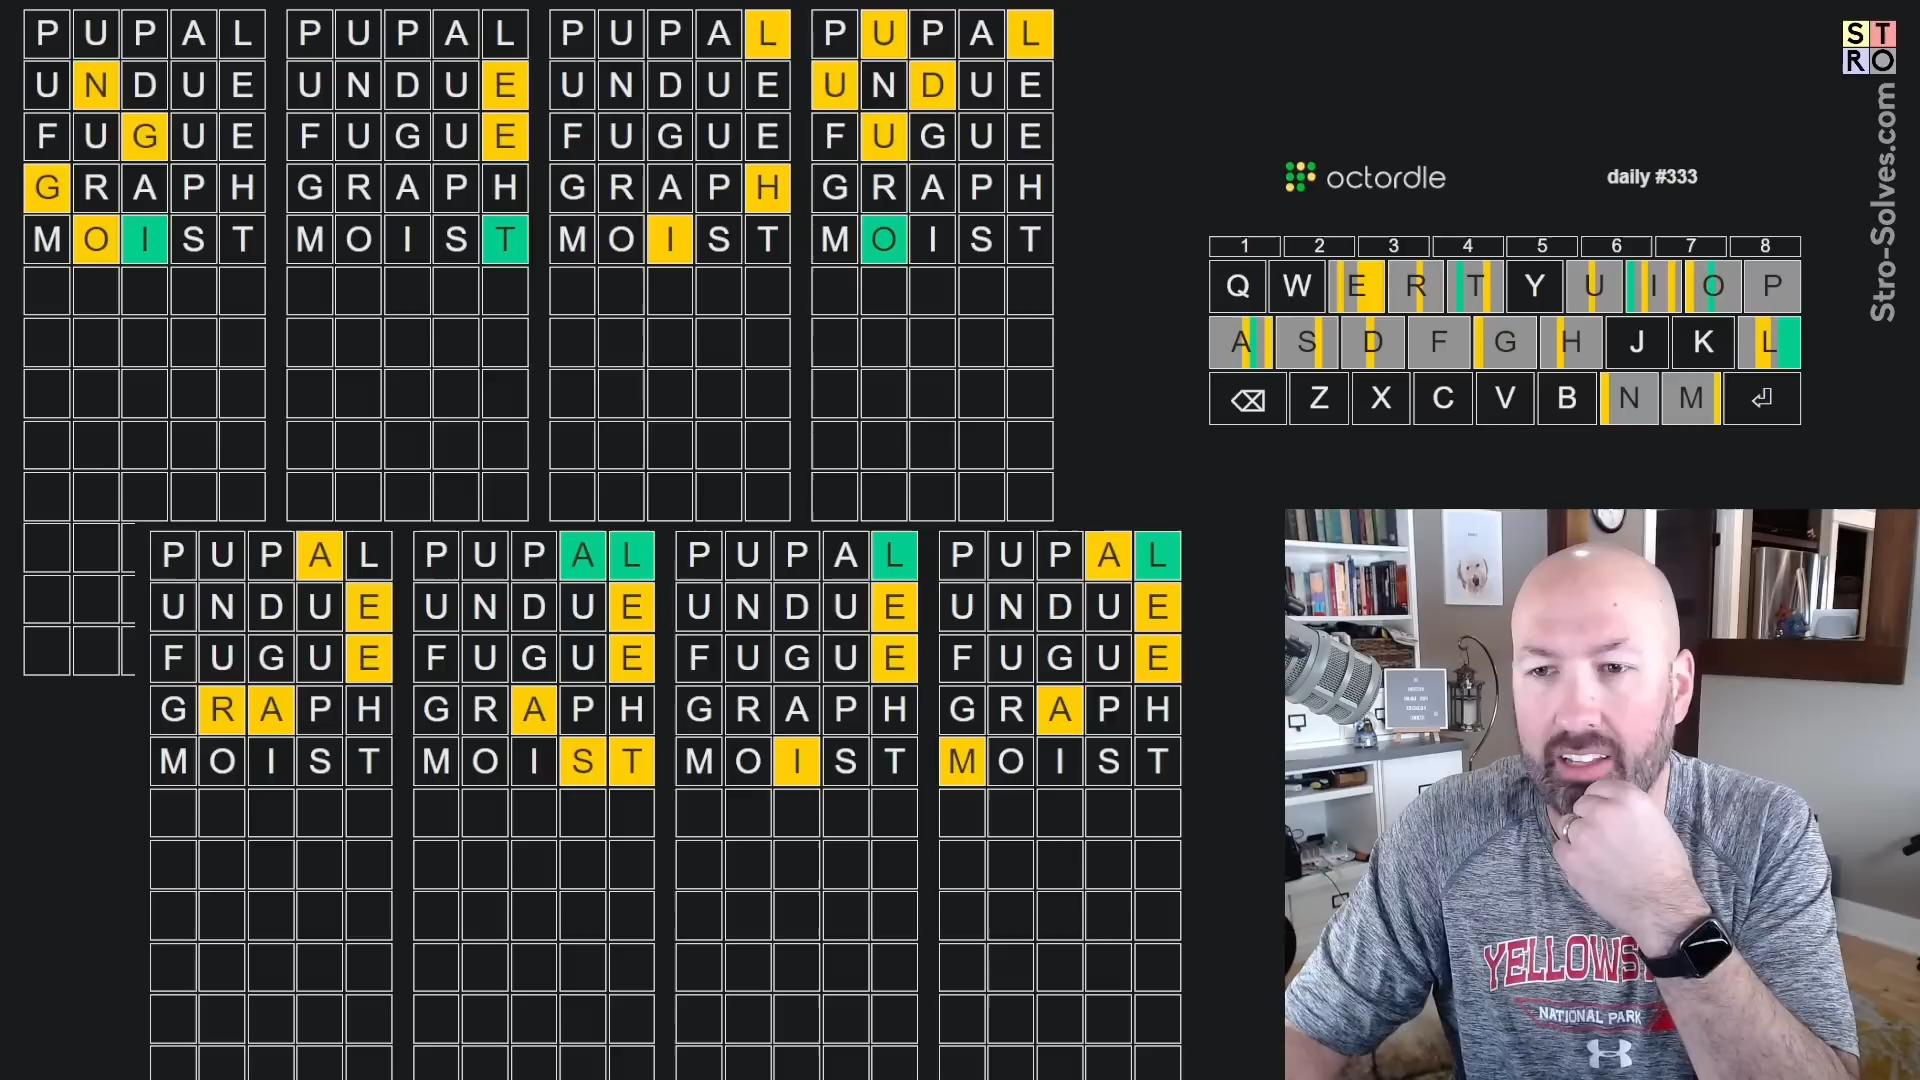 PUPAL PUPAL PUPAL PUPAL
UNDUE UNDUE UNDUE UNDUE
FUGUE FUGUE FUGUE FUGUE
GRAPH GRAPH GRAPH GRAPH
MOIST MOIST MOIST MOIST
PUPAL PUPAL PUPAL PUPAL
UNDUE UNDUE UNDUE UNDUE
FUGUE FUGUE FUGUE FUGUE
GRAPH GRAPH GRAPH GRAPH
MOIST MOIST MOIST MOIST
octordle daily #333
1 2 3 4 5 6 7 8
Q W E R T Y U I O P
A S D F G H J K L
⌫ Z X C V B N M ⏎
ST
RO
Stro-Solves.com
YELLOWS
NATIONAL PARK